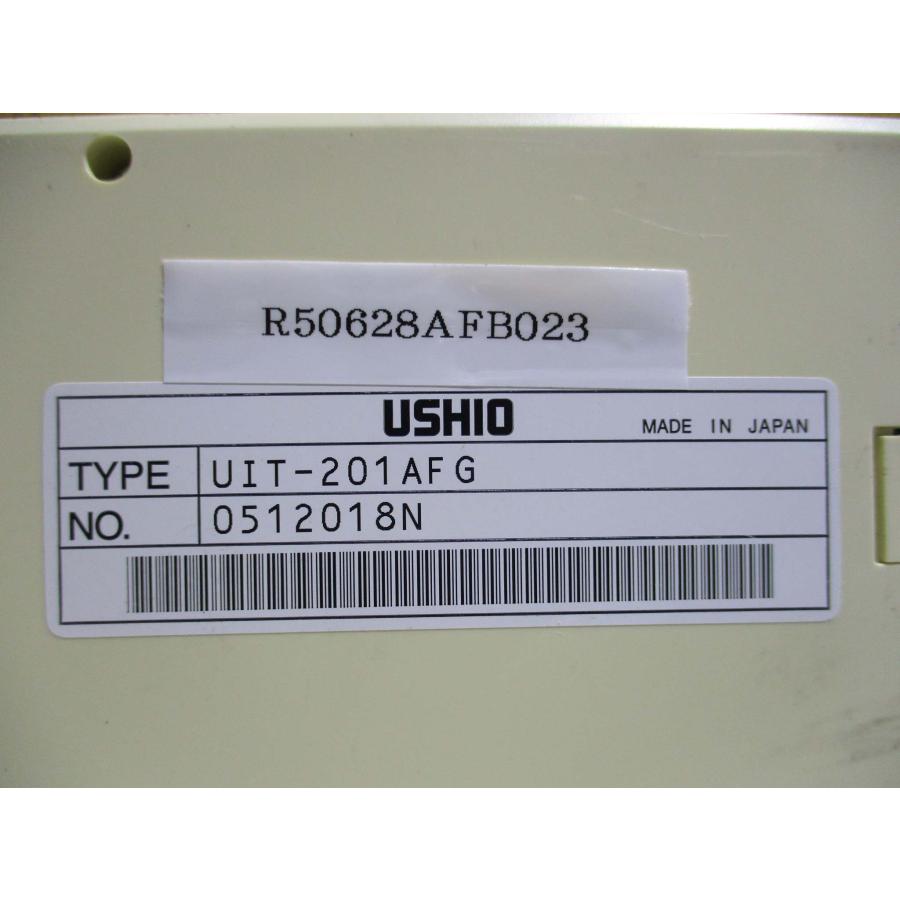 R50628AFB023
USHIO MADE IN JAPAN
TYPE UIT-201AFG
NO. 0512018N